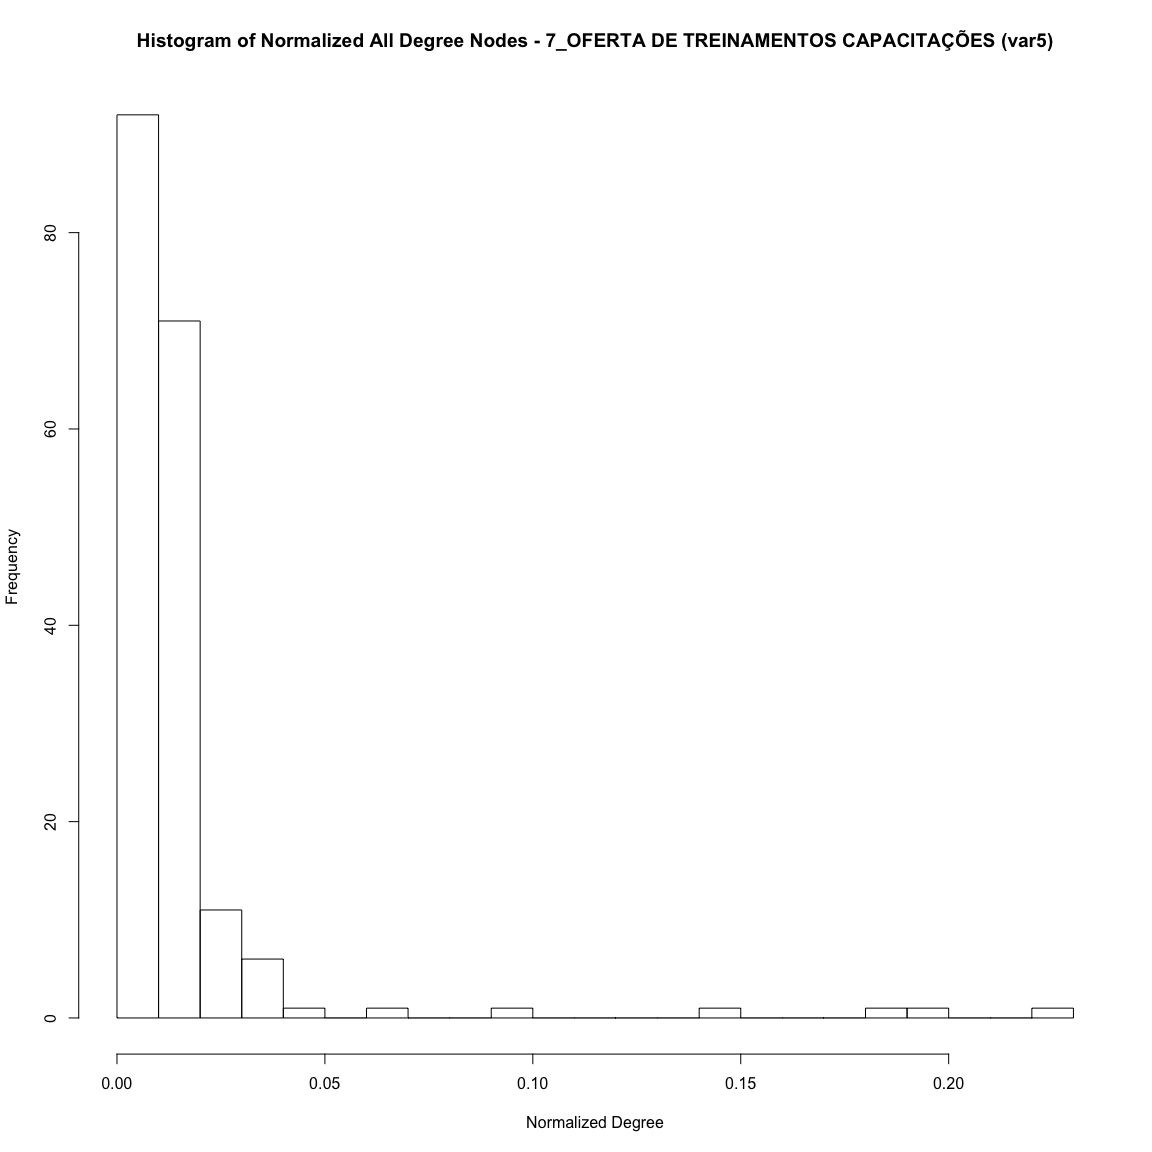 Histogram of Normalized All Degree Nodes - 7_OFERTA DE TREINAMENTOS CAPACITAÇÕES (var5)
Frequency
80
60
40
20
0
0.00 0.05 0.10 0.15 0.20
Normalized Degree